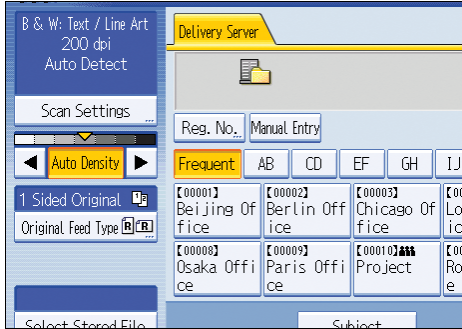 B & W: Text / Line Art
200 dpi
Auto Detect
Scan Settings
Auto Density
1 Sided Original
Original Feed Type
Select Stored File
Delivery Server
Reg. No.
Manual Entry
Frequent AB CD EF GH IJ
[00001]
Beijing Of
fice
[00002]
Berlin Off
ice
[00003]
Chicago Of
fice
[00008]
Osaka Offi
ce
[00009]
Paris Offi
ce
[00010]
Project
Subject